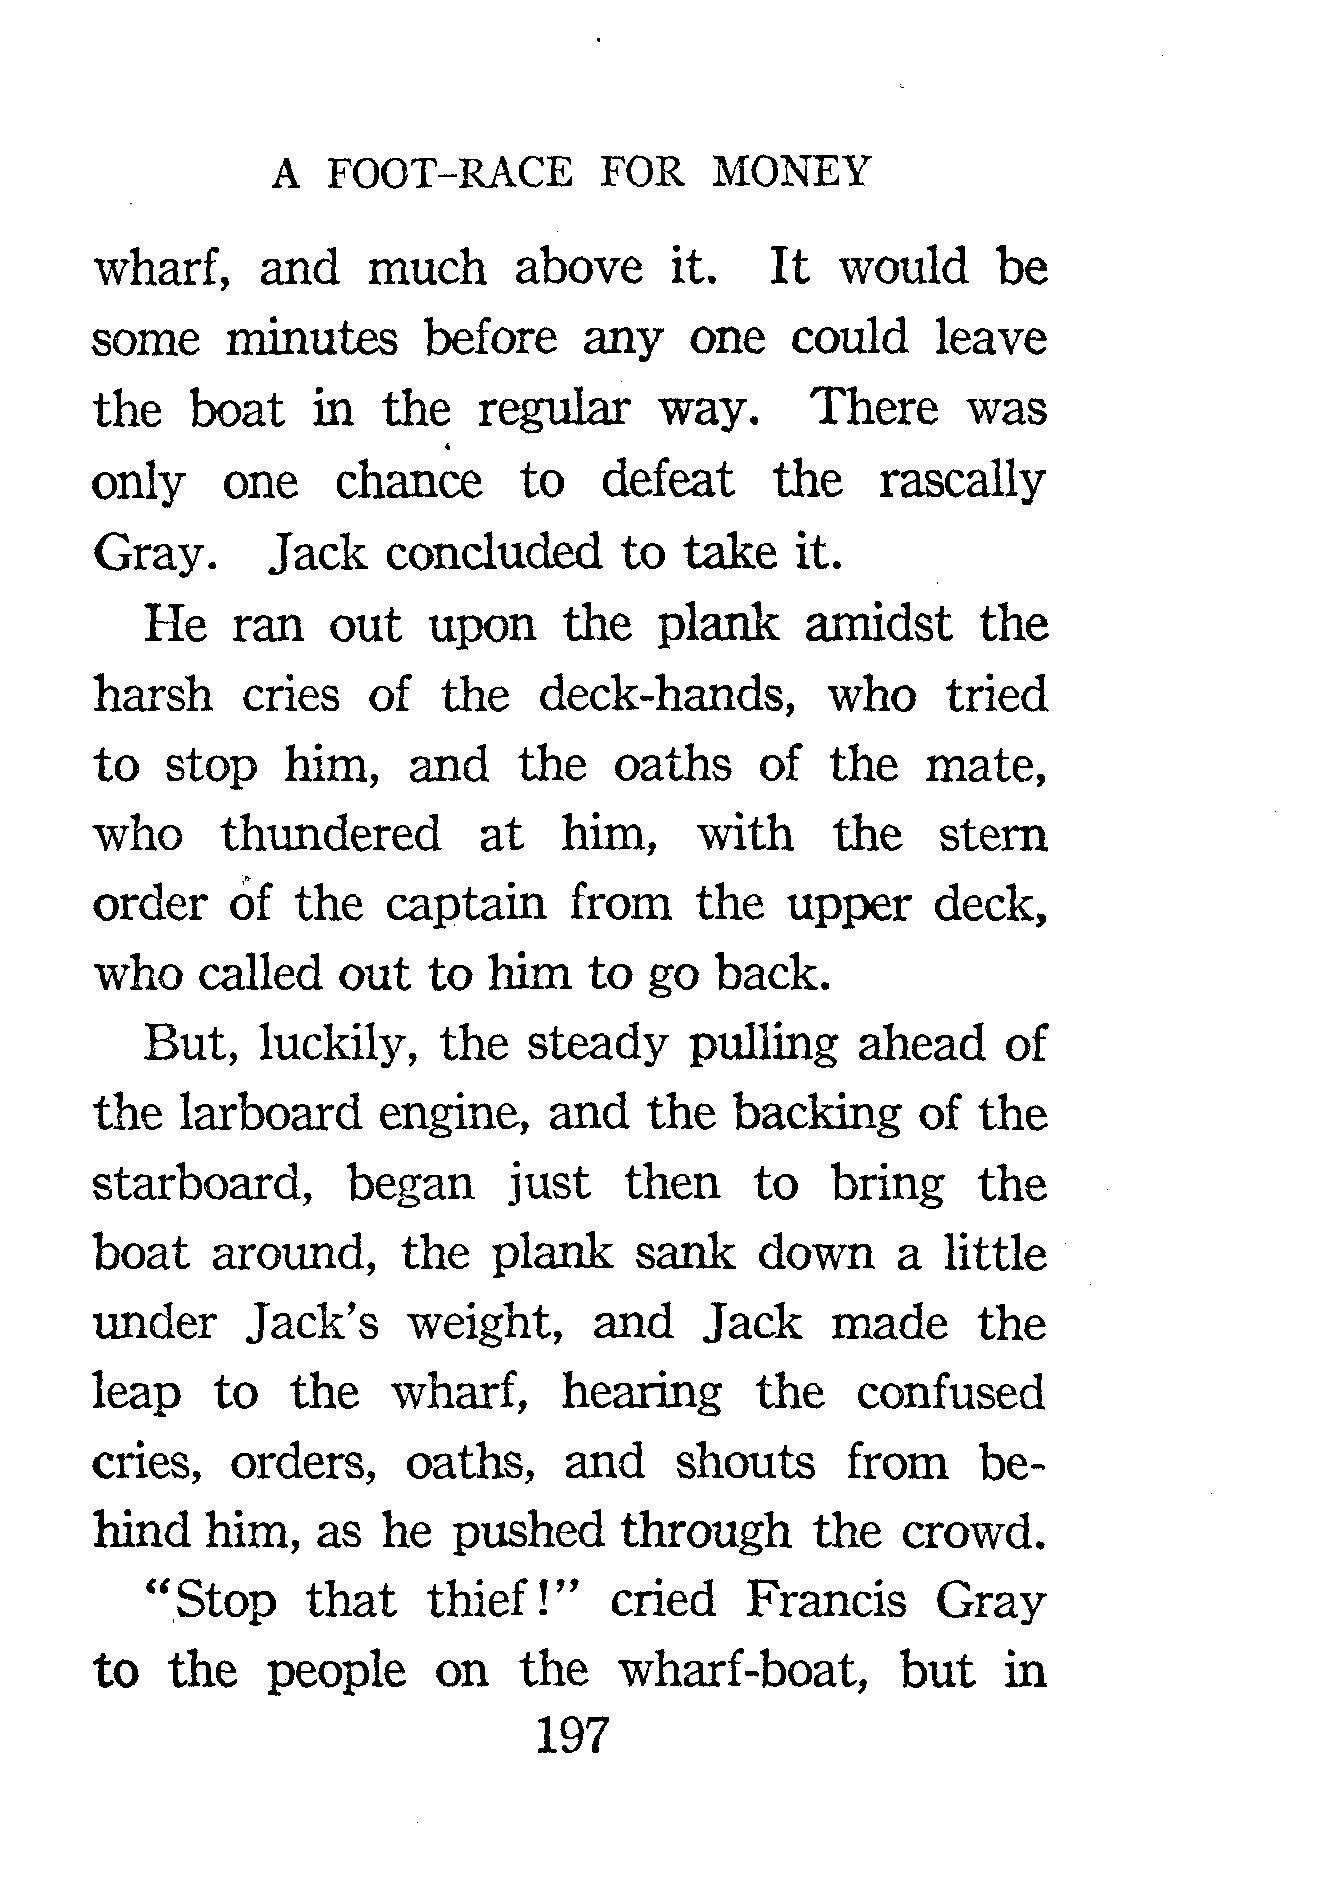 A FOOT-RACE FOR MONEY
wharf, and much above it. It would be
some minutes before any one could leave
the boat in the regular way. There was
only one chance to defeat the rascally
Gray. Jack concluded to take it.
He ran out upon the plank amidst the
harsh cries of the deck-hands, who tried
to stop him, and the oaths of the mate,
who thundered at him, with the stern
order of the captain from the upper deck,
who called out to him to go back.
But, luckily, the steady pulling ahead of
the larboard engine, and the backing of the
starboard, began just then to bring the
boat around, the plank sank down a little
under Jack's weight, and Jack made the
leap to the wharf, hearing the confused
cries, orders, oaths, and shouts from be-
hind him, as he pushed through the crowd.
"Stop that thief!" cried Francis Gray
to the people on the wharf-boat, but in
197